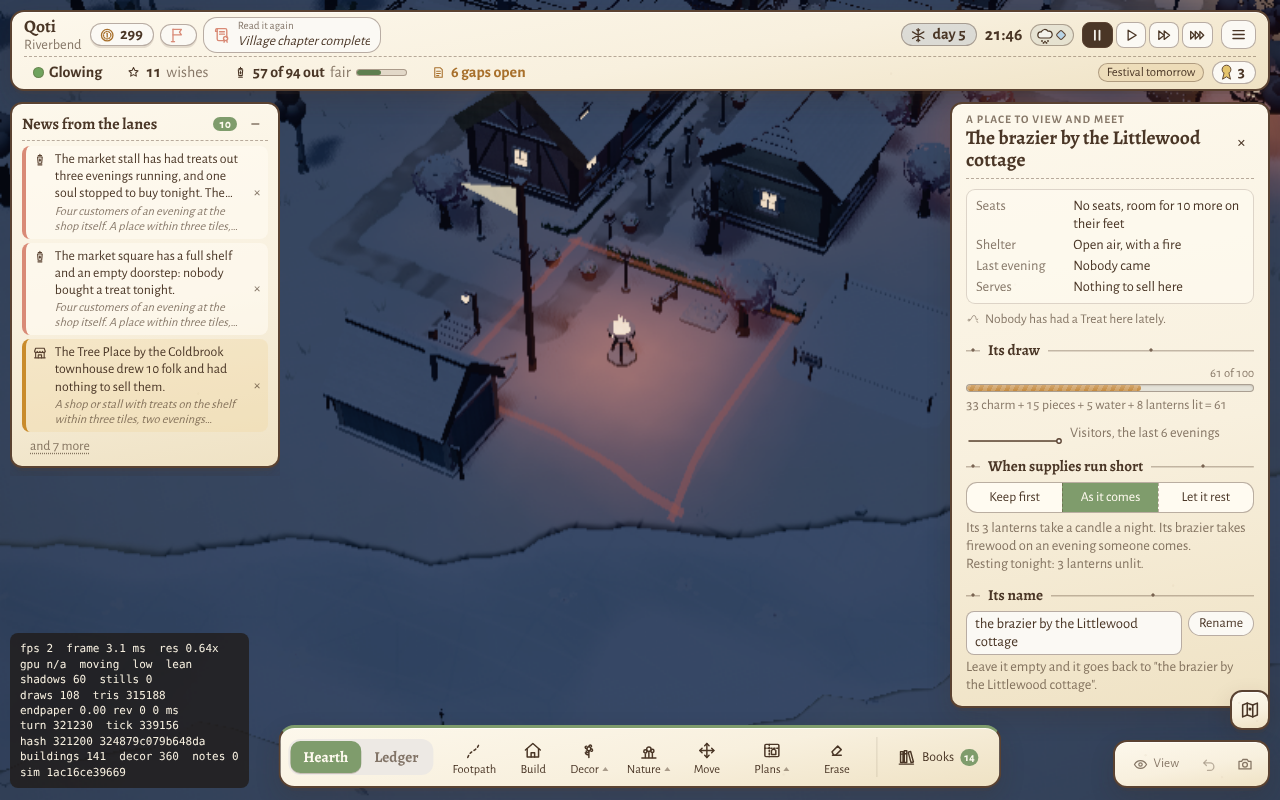 Qoti
Riverbend
299
Read it again
Village chapter complete
day 5
21:46
Glowing
11 wishes
57 of 94 out fair
6 gaps open
Festival tomorrow
3
News from the lanes
10
The market stall has had treats out
three evenings running, and one
soul stopped to buy tonight. The...
Four customers of an evening at the
shop itself. A place within three tiles,...
The market square has a full shelf
and an empty doorstep: nobody
bought a treat tonight.
Four customers of an evening at the
shop itself. A place within three tiles,...
The Tree Place by the Coldbrook
townhouse drew 10 folk and had
nothing to sell them.
A shop or stall with treats on the shelf
within three tiles, two evenings...
and 7 more
A PLACE TO VIEW AND MEET
The brazier by the Littlewood
cottage
Seats No seats, room for 10 more on
their feet
Shelter Open air, with a fire
Last evening Nobody came
Serves Nothing to sell here
Nobody has had a Treat here lately.
Its draw
61 of 100
33 charm + 15 pieces + 5 water + 8 lanterns lit = 61
Visitors, the last 6 evenings
When supplies run short
Keep first As it comes Let it rest
Its 3 lanterns take a candle a night. Its brazier takes
firewood on an evening someone comes.
Resting tonight: 3 lanterns unlit.
Its name
the brazier by the Littlewood
cottage
Rename
Leave it empty and it goes back to "the brazier by
the Littlewood cottage".
fps 2 frame 3.1 ms res 0.64x
gpu n/a moving low lean
shadows 60 stills 0
draws 108 tris 315188
endpaper 0.00 rev 0 0 ms
turn 321230 tick 339156
hash 321200 324879c079b648da
buildings 141 decor 360 notes 0
sim 1ac16ce39669
Hearth Ledger
Footpath Build Decor Nature Move Plans Erase
Books 14
View